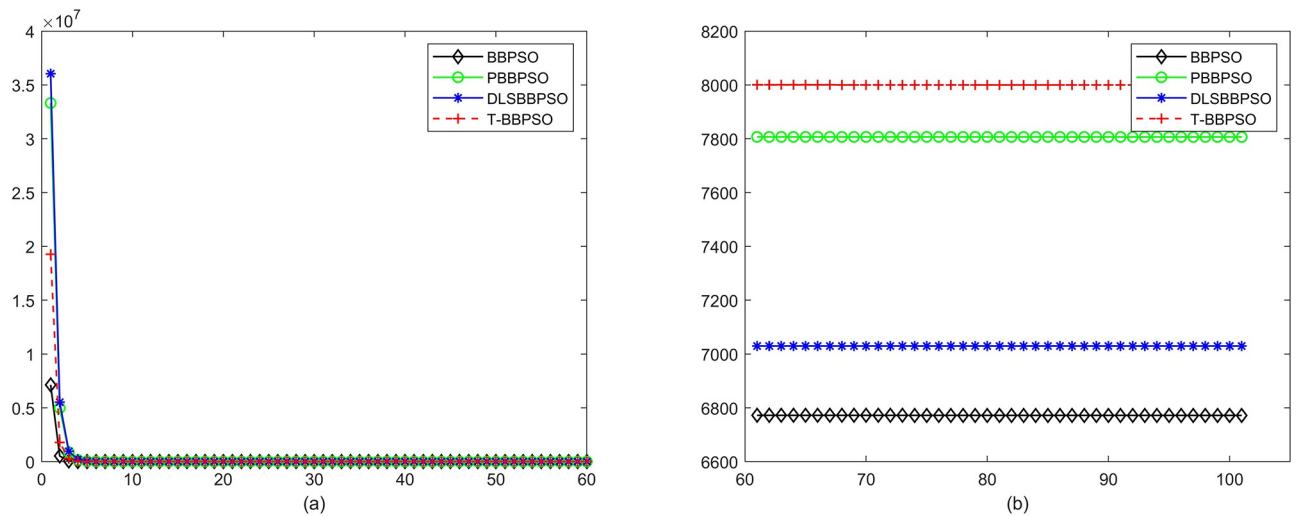 ×10^7
4
3.5
3
2.5
2
1.5
1
0.5
0
0 10 20 30 40 50 60
(a)
BBPSO
PBBPSO
DLSBBPSO
T-BBPSO
8200
8000
7800
7600
7400
7200
7000
6800
6600
60 70 80 90 100
(b)
BBPSO
PBBPSO
DLSBBPSO
T-BBPSO